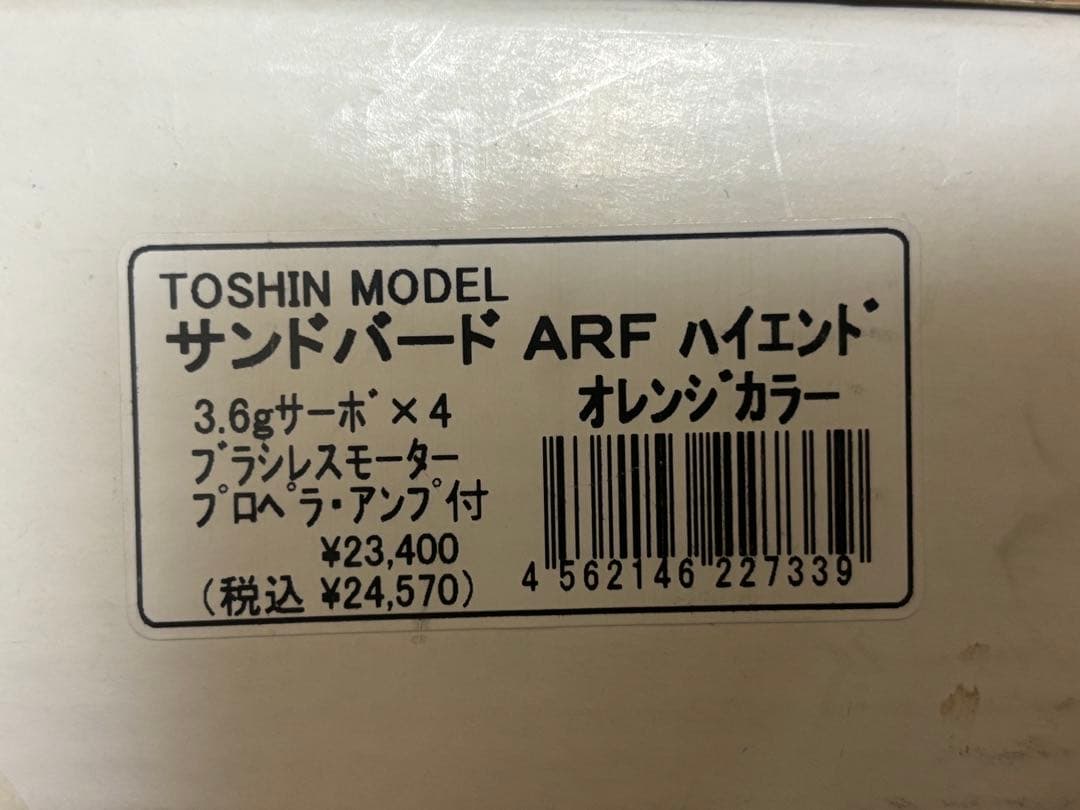 TOSHIN MODEL
サンドバード ARF ハイエンド
オレンジカラー
3.6gサーボ×4
ブラシレスモーター
プロペラ・アンプ付
¥23,400
(税込 ¥24,570)
4 562146 227339